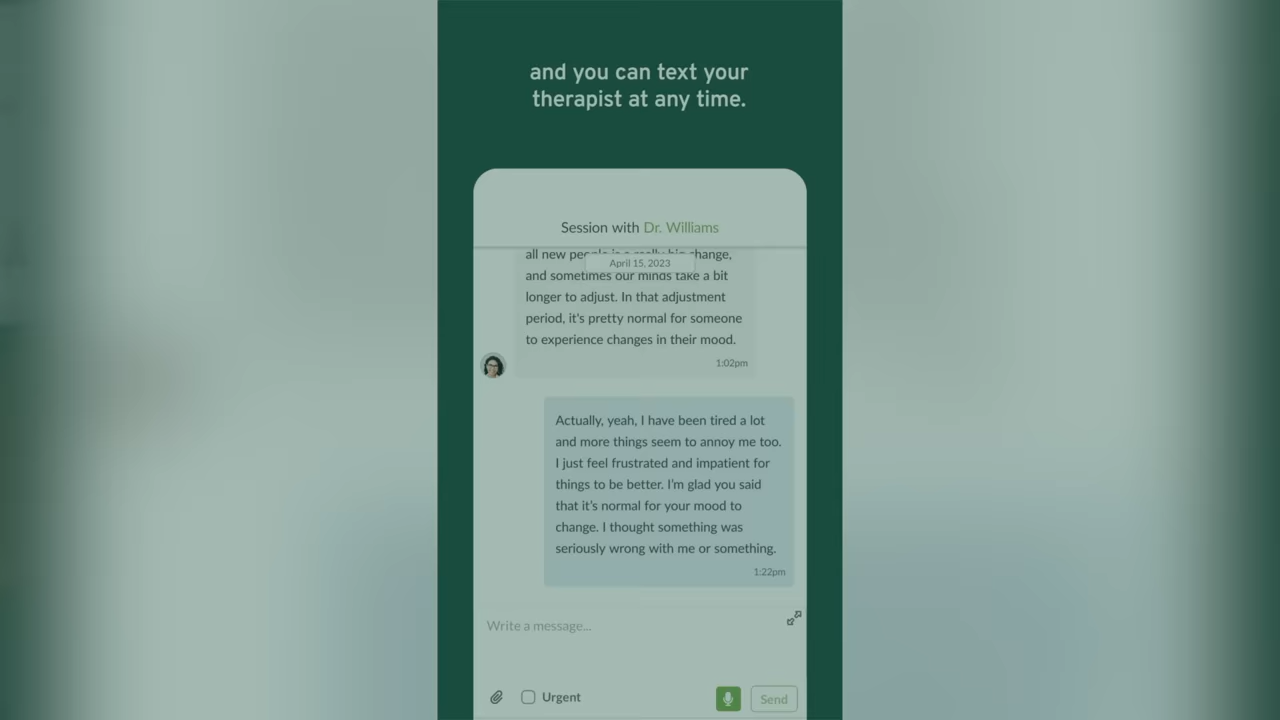 and you can text your
therapist at any time.
Session with Dr. Williams
all new change,
April 15, 2023
and sometimes our minds take a bit
longer to adjust. In that adjustment
period, it's pretty normal for someone
to experience changes in their mood.
1:02pm
Actually, yeah, I have been tired a lot
and more things seem to annoy me too.
I just feel frustrated and impatient for
things to be better. I'm glad you said
that it's normal for your mood to
change. I thought something was
seriously wrong with me or something.
1:22pm
Write a message...
Urgent
Send